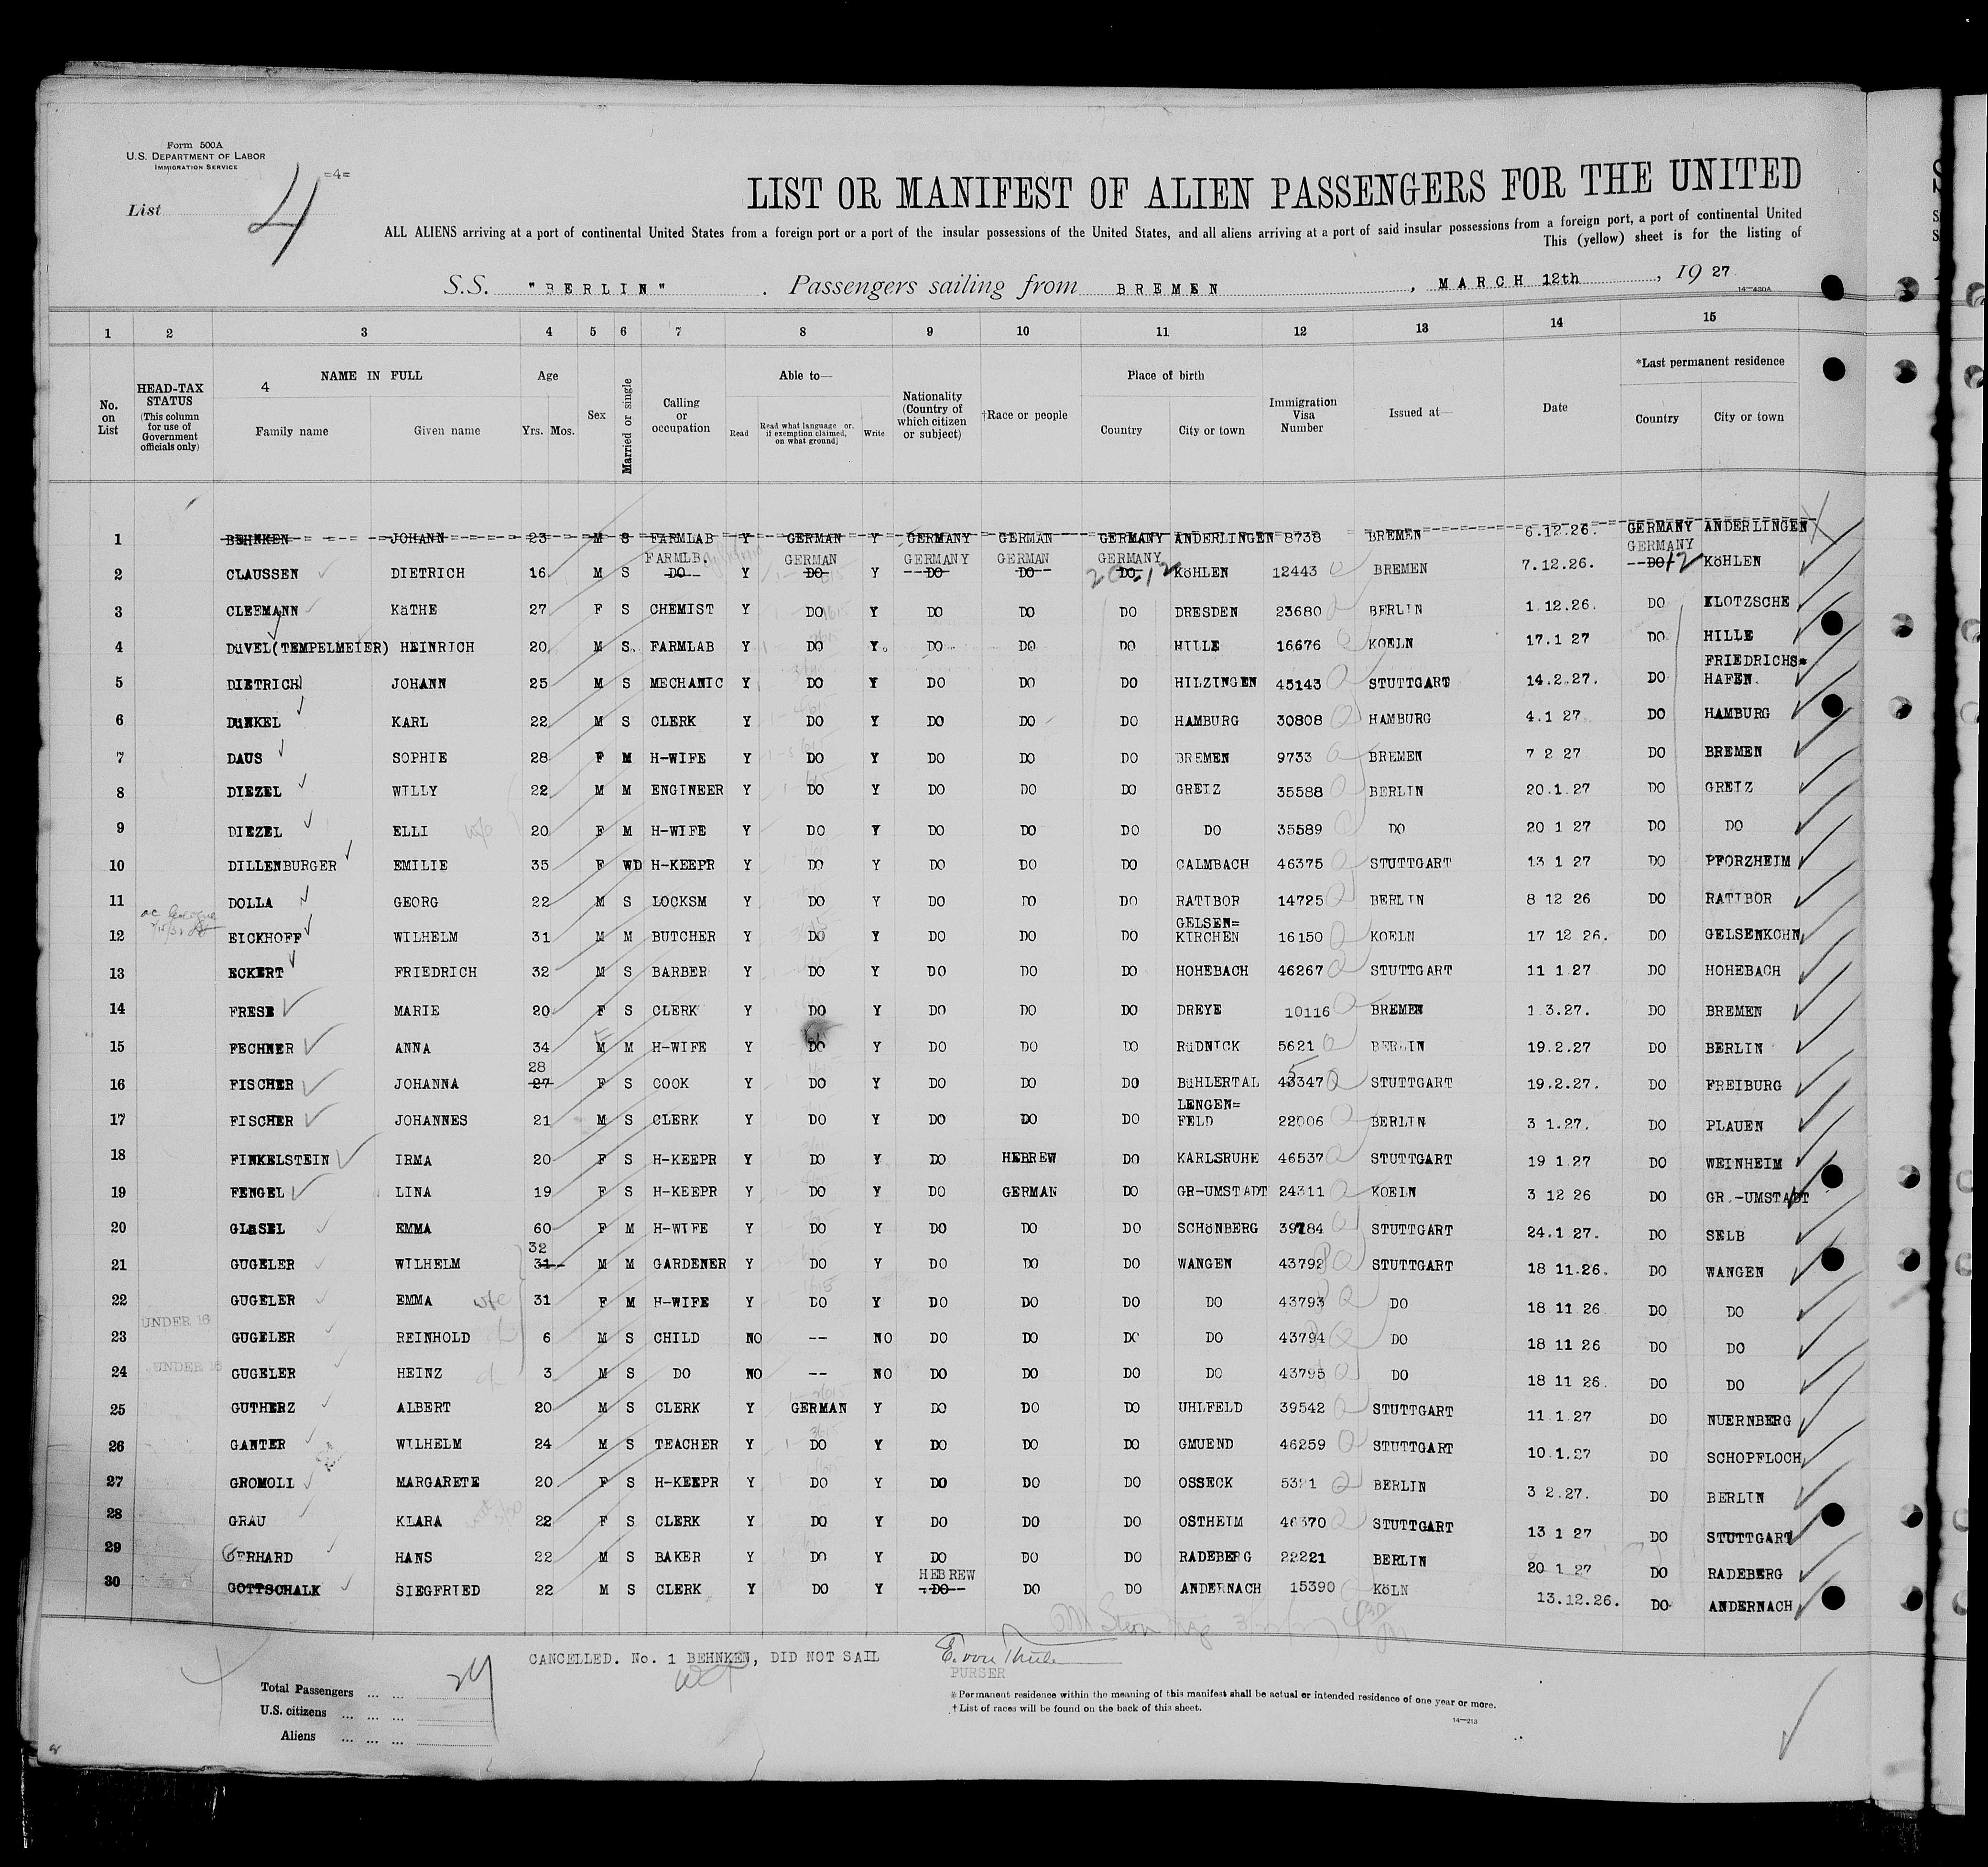 Form 500A
U.S. DEPARTMENT OF LABOR
IMMIGRATION SERVICE
=4=
List 4
LIST OR MANIFEST OF ALIEN PASSENGERS FOR THE UNITED
ALL ALIENS arriving at a port of continental United States from a foreign port or a port of the insular possessions of the United States, and all aliens arriving at a port of said insular possessions from a foreign port, a port of continental United
This (yellow) sheet is for the listing of
S.S. "BERLIN" . Passengers sailing from BREMEN , MARCH 12th , 19 27
14—430A
1 2 3 4 5 6 7 8 9 10 11 12 13 14 15
No. on List
HEAD-TAX STATUS (This column for use of Government officials only)
NAME IN FULL
4
Family name Given name
Age
Yrs. Mos.
Sex
Married or single
Calling or occupation
Able to—
Read
Read what language or, if exemption claimed, on what ground
Write
Nationality (Country of which citizen or subject)
†Race or people
Place of birth
Country City or town
Immigration Visa Number
Issued at—
Date
*Last permanent residence
Country City or town
1 BEHNKEN JOHANN 23 M S FARMLAB Y GERMAN Y GERMANY GERMAN GERMANY ANDERLINGEN 8738 BREMEN 6.12.26. GERMANY ANDERLINGEN
FARMLB. GERMAN GERMANY GERMAN GERMANY GERMANY
2 CLAUSSEN DIETRICH 16 M S DO Y DO Y DO DO DO KöHLEN 12443 BREMEN 7.12.26. DO KöHLEN
3 CLEEMANN KäTHE 27 F S CHEMIST Y DO Y DO DO DO DRESDEN 23680 BERLIN 1.12.26. DO KLOTZSCHE
4 DüVEL(TEMPELMEIER) HEINRICH 20 M S. FARMLAB Y DO Y. DO DO DO HILLE 16676 KOELN 17.1 27 DO HILLE
FRIEDRICHS=
5 DIETRICH JOHANN 25 M S MECHANIC Y DO Y DO DO DO HILZINGEN 45143 STUTTGART 14.2.27. DO HAFEN.
6 DüNKEL KARL 22 M S CLERK Y DO Y DO DO DO HAMBURG 30808 HAMBURG 4.1 27. DO HAMBURG
7 DAUS SOPHIE 28 F M H-WIFE Y DO Y DO DO DO BREMEN 9733 BREMEN 7 2 27 DO BREMEN
8 DIEZEL WILLY 22 M M ENGINEER Y DO Y DO DO DO GREIZ 35588 BERLIN 20.1.27 DO GREIZ
9 DIEZEL ELLI 20 F M H-WIFE Y DO Y DO DO DO DO 35589 DO 20 1 27 DO DO
10 DILLENBURGER EMILIE 35 F WD H-KEEPR Y DO Y DO DO DO CALMBACH 46375 STUTTGART 13 1 27 DO PFORZHEIM
11 DOLLA GEORG 22 M S LOCKSM Y DO Y DO DO DO RATIBOR 14725 BERLIN 8 12 26 DO RATIBOR
GELSEN=
12 EICKHOFF WILHELM 31 M M BUTCHER Y DO Y DO DO DO KIRCHEN 16150 KOELN 17 12 26. DO GELSENKCHN
13 ECKERT FRIEDRICH 32 M S BARBER Y DO Y DO DO DO HOHEBACH 46267 STUTTGART 11 1.27 DO HOHEBACH
14 FRESE MARIE 20 F S CLERK Y DO Y DO DO DO DREYE 10116 BREMEN 1 3.27. DO BREMEN
15 FECHNER ANNA 34 M M H-WIFE Y DO Y DO DO DO RüDNICK 5621 BERLIN 19.2.27 DO BERLIN
28
16 FISCHER JOHANNA 27 F S COOK Y DO Y DO DO DO BüHLERTAL 43347 STUTTGART 19.2.27. DO FREIBURG
LENGEN=
17 FISCHER JOHANNES 21 M S CLERK Y DO Y DO DO DO FELD 22006 BERLIN 3 1.27. DO PLAUEN
18 FINKELSTEIN IRMA 20 F S H-KEEPR Y DO Y DO HEBREW DO KARLSRUHE 46537 STUTTGART 19 1.27 DO WEINHEIM
19 FENGEL LINA 19 F S H-KEEPR Y DO Y DO GERMAN DO GR-UMSTADT 24311 KOELN 3 12 26 DO GR.-UMSTADT
20 GLäSEL EMMA 60 F M H-WIFE Y DO Y DO DO DO SCHöNBERG 39784 STUTTGART 24.1 27. DO SELB
32
21 GUGELER WILHELM 31 M M GARDENER Y DO Y DO DO DO WANGEN 43792 STUTTGART 18 11.26. DO WANGEN
22 GUGELER EMMA wfe 31 F M H-WIFE Y DO Y DO DO DO DO 43793 DO 18 11 26. DO DO
UNDER 16
23 GUGELER REINHOLD 6 M S CHILD NO -- NO DO DO DO DO 43794 DO 18 11 26 DO DO
UNDER 16
24 GUGELER HEINZ 3 M S DO NO -- NO DO DO DO DO 43795 DO 18 11 26. DO DO
25 GUTHERZ ALBERT 20 M S CLERK Y GERMAN Y DO DO DO UHLFELD 39542 STUTTGART 11.1.27 DO NUERNBERG
26 GANTER WILHELM 24 M S TEACHER Y DO Y DO DO DO GMUEND 46259 STUTTGART 10.1.27 DO SCHOPFLOCH
27 GROMOLL MARGARETE 20 F S H-KEEPR Y DO Y DO DO DO OSSECK BERLIN 3 2.27. DO BERLIN
28 GRAU KLARA 22 F S CLERK Y DO Y DO DO DO OSTHEIM 46370 STUTTGART 13 1 27 DO STUTTGART
29 GERHARD HANS 22 M S BAKER Y DO Y DO DO DO RADEBERG 22221 BERLIN 20 1 27 DO RADEBERG
HEBREW
30 GOTTSCHALK SIEGFRIED 22 M S CLERK Y DO Y DO DO DO ANDERNACH 15390 KöLN 13.12.26. DO ANDERNACH
CANCELLED. No. 1 BEHNKEN, DID NOT SAIL
PURSER
Total Passengers ... ... 29
U.S. citizens ... ... ...
Aliens ... ... ...
* Permanent residence within the meaning of this manifest shall be actual or intended residence of one year or more.
† List of races will be found on the back of this sheet.
14—213